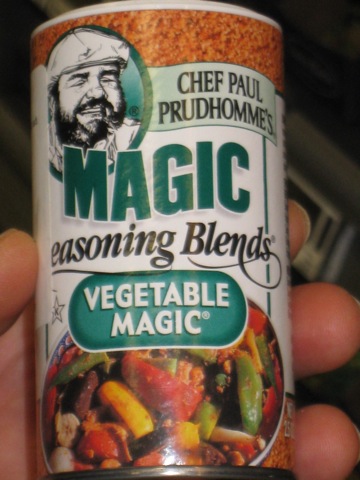 CHEF PAUL
PRUDHOMME'S
MAGIC
easoning Blends®
VEGETABLE
MAGIC®